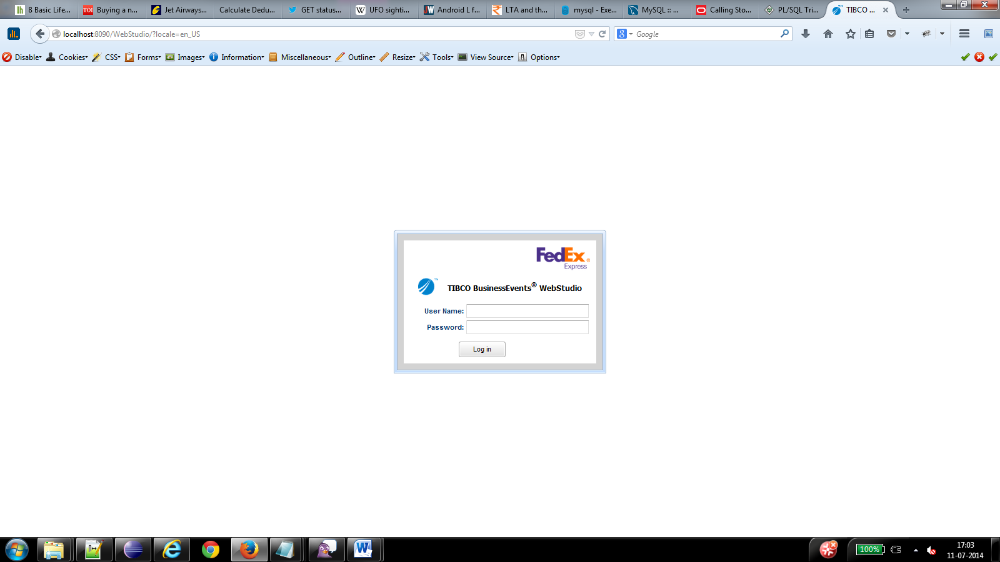 8 Basic Life...
TOI Buying a n...
Jet Airways...
Calculate Dedu...
GET status...
W UFO sighti...
JW Android L f...
LTA and th...
mysql - Exe...
MySQL :: ...
Calling Sto...
PL/SQL Tri...
TIBCO ...
localhost:8090/WebStudio/?locale=en_US
8 Google
Disable Cookies CSS Forms Images Information Miscellaneous Outline Resize Tools View Source Options
FedEx®
Express
TIBCO BusinessEvents® WebStudio
User Name:
Password:
Log in
100%
17:03
11-07-2014